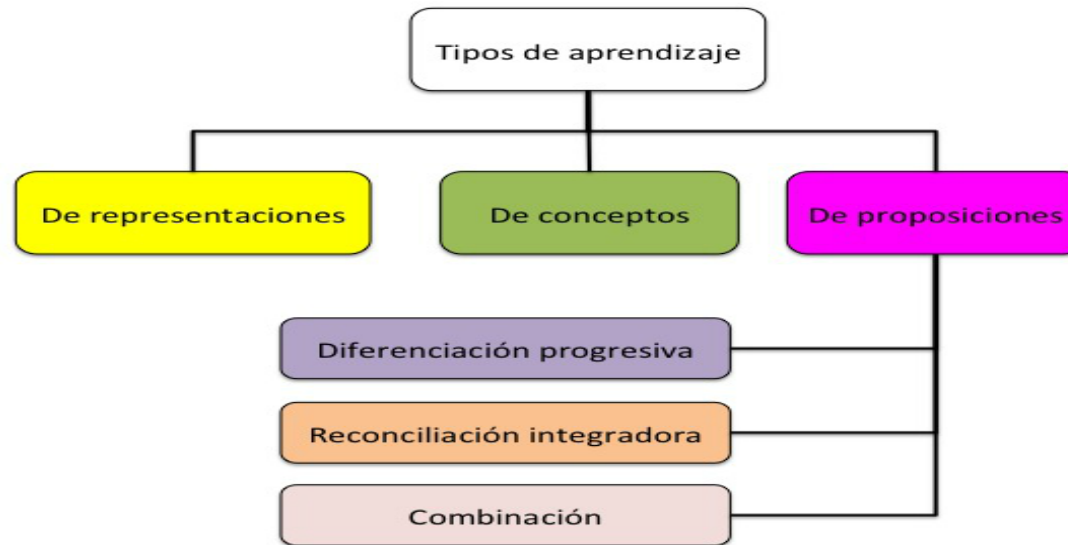 Tipos de aprendizaje
De representaciones
De conceptos
De proposiciones
Diferenciación progresiva
Reconciliación integradora
Combinación